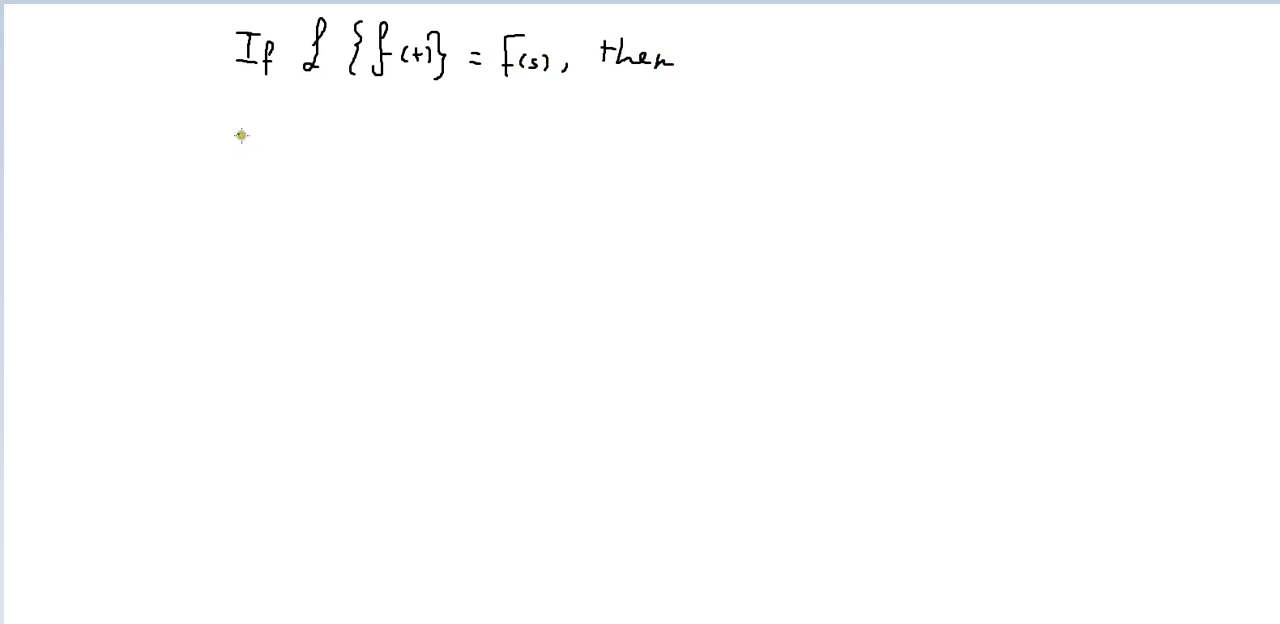 If ℒ {f(t)} = F(s), then